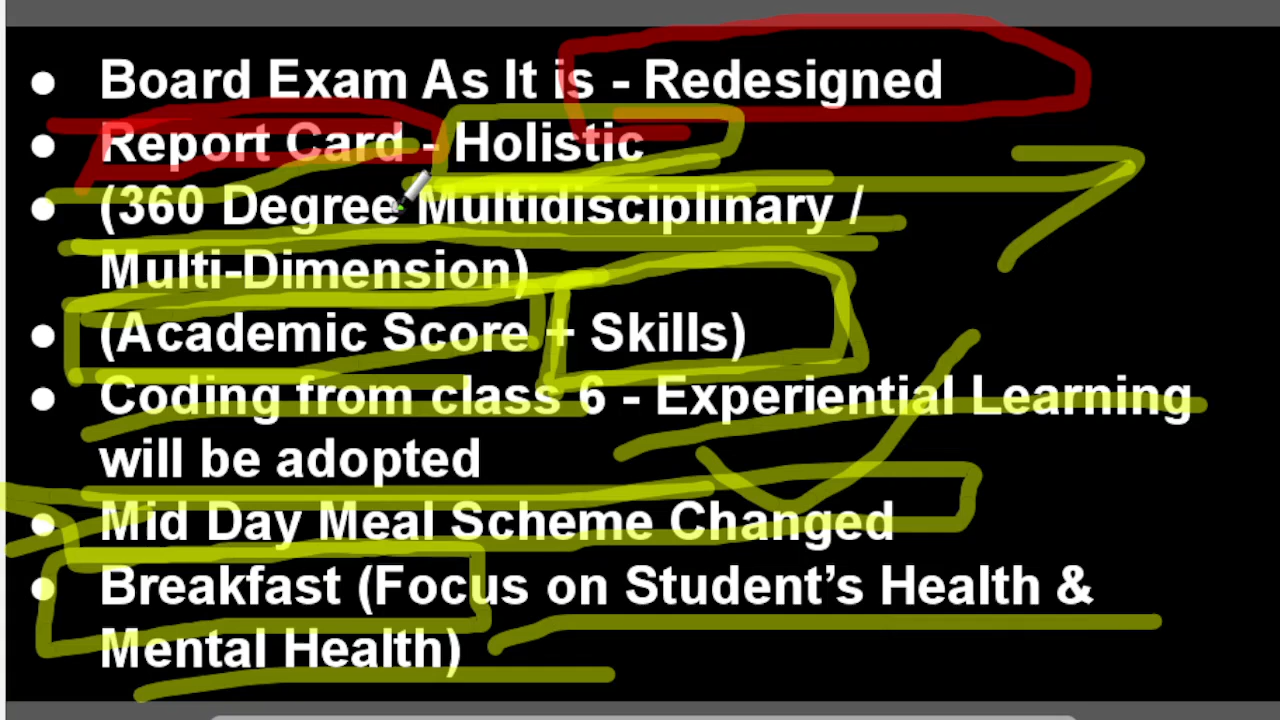 ● Board Exam As It is - Redesigned
● Report Card - Holistic
● (360 Degree Multidisciplinary /
Multi-Dimension)
● (Academic Score + Skills)
● Coding from class 6 - Experiential Learning
will be adopted
● Mid Day Meal Scheme Changed
● Breakfast (Focus on Student’s Health &
Mental Health)